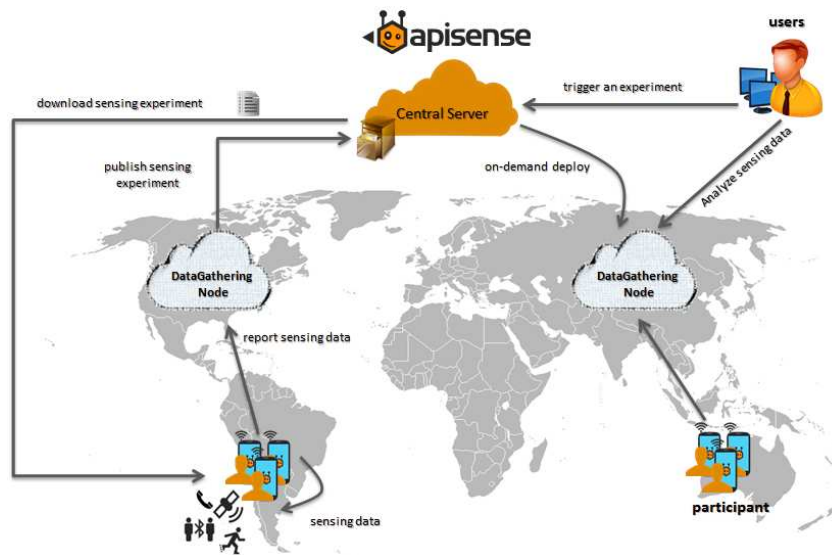 apisense
users
download sensing experiment
trigger an experiment
Central Server
publish sensing
experiment
on-demand deploy
Analyze sensing data
DataGathering
Node
DataGathering
Node
report sensing data
sensing data
participant